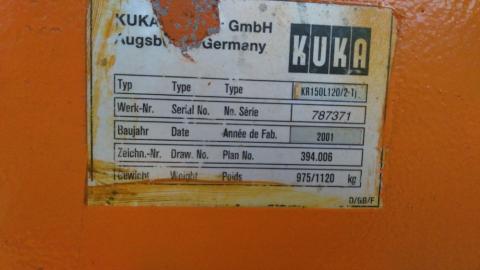 KUKA GmbH
Augsb Germany
KUKA
Typ Type Type KR150L120/2-1
Werk-Nr. Serial No. No. Série 787371
Baujahr Date Année de Fab. 2001
Zeichn.-Nr. Draw. No. Plan No. 394.006
Gewicht Weight Poids 975/1120 kg
D/GB/F